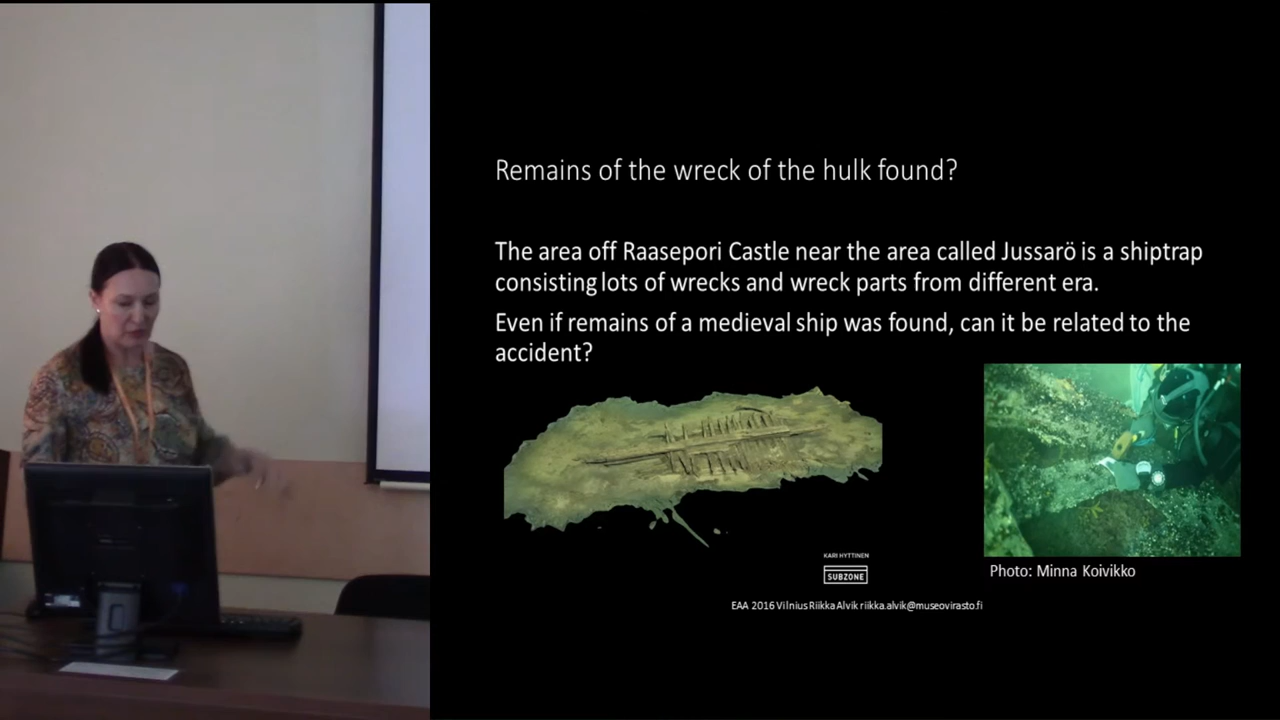 Remains of the wreck of the hulk found?
The area off Raasepori Castle near the area called Jussarö is a shiptrap
consisting lots of wrecks and wreck parts from different era.
Even if remains of a medieval ship was found, can it be related to the
accident?
KARI HYTTINEN
SUBZONE
Photo: Minna Koivikko
EAA 2016 Vilnius Riikka Alvik riikka.alvik@museovirasto.fi